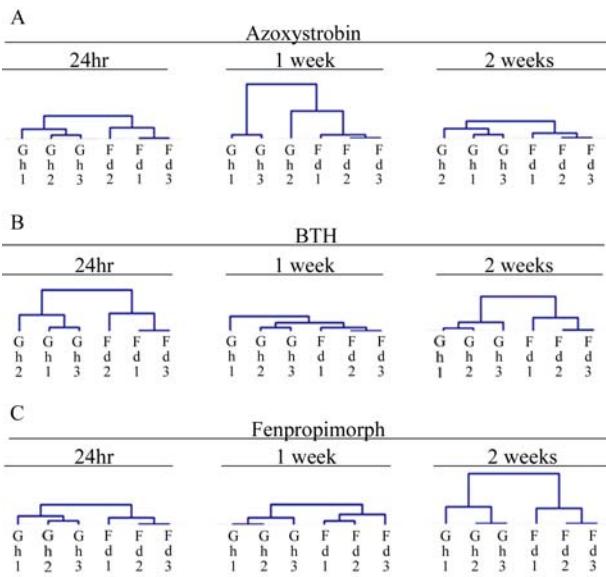 A
Azoxystrobin
24hr 1 week 2 weeks
G G G F F F G G G F F F G G G F F F
h h h d d d h h h d d d h h h d d d
1 2 3 2 1 3 1 3 2 1 2 3 2 1 3 1 2 3
B
BTH
24hr 1 week 2 weeks
G G G F F F G G G F F F G G G F F F
h h h d d d h h h d d d h h h d d d
2 1 3 2 1 3 1 2 3 1 2 3 1 2 3 1 2 3
C
Fenpropimorph
24hr 1 week 2 weeks
G G G F F F G G G F F F G G G F F F
h h h d d d h h h d d d h h h d d d
1 2 3 1 2 3 1 2 3 1 2 3 1 2 3 1 2 3